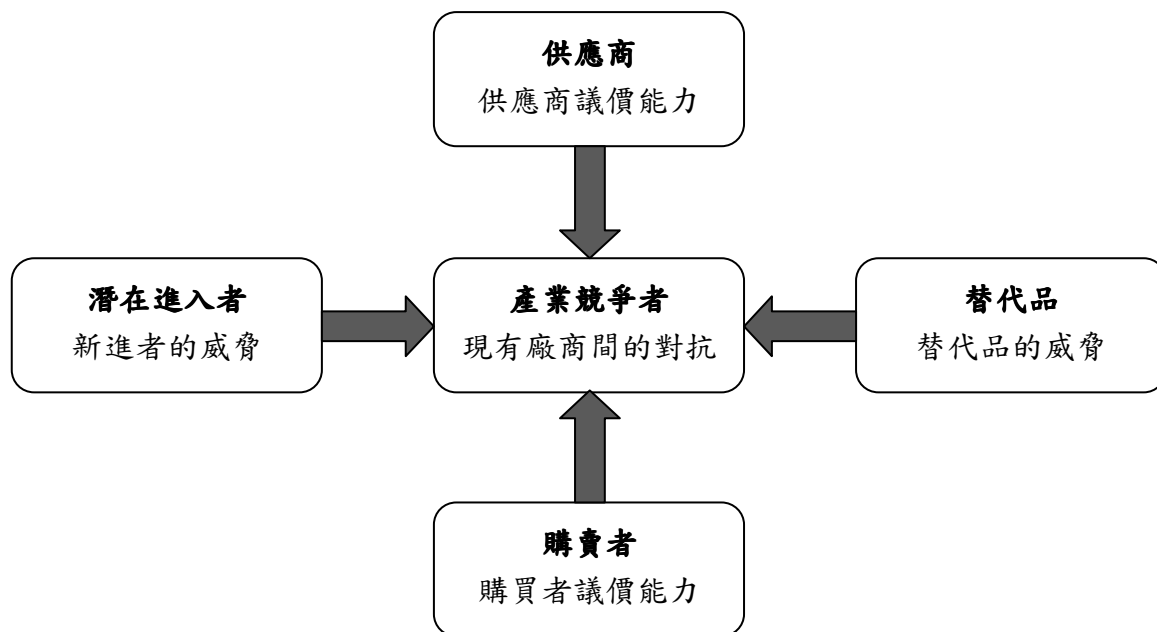 供應商
供應商議價能力
潛在進入者
新進者的威脅
產業競爭者
現有廠商間的對抗
替代品
替代品的威脅
購賣者
購買者議價能力